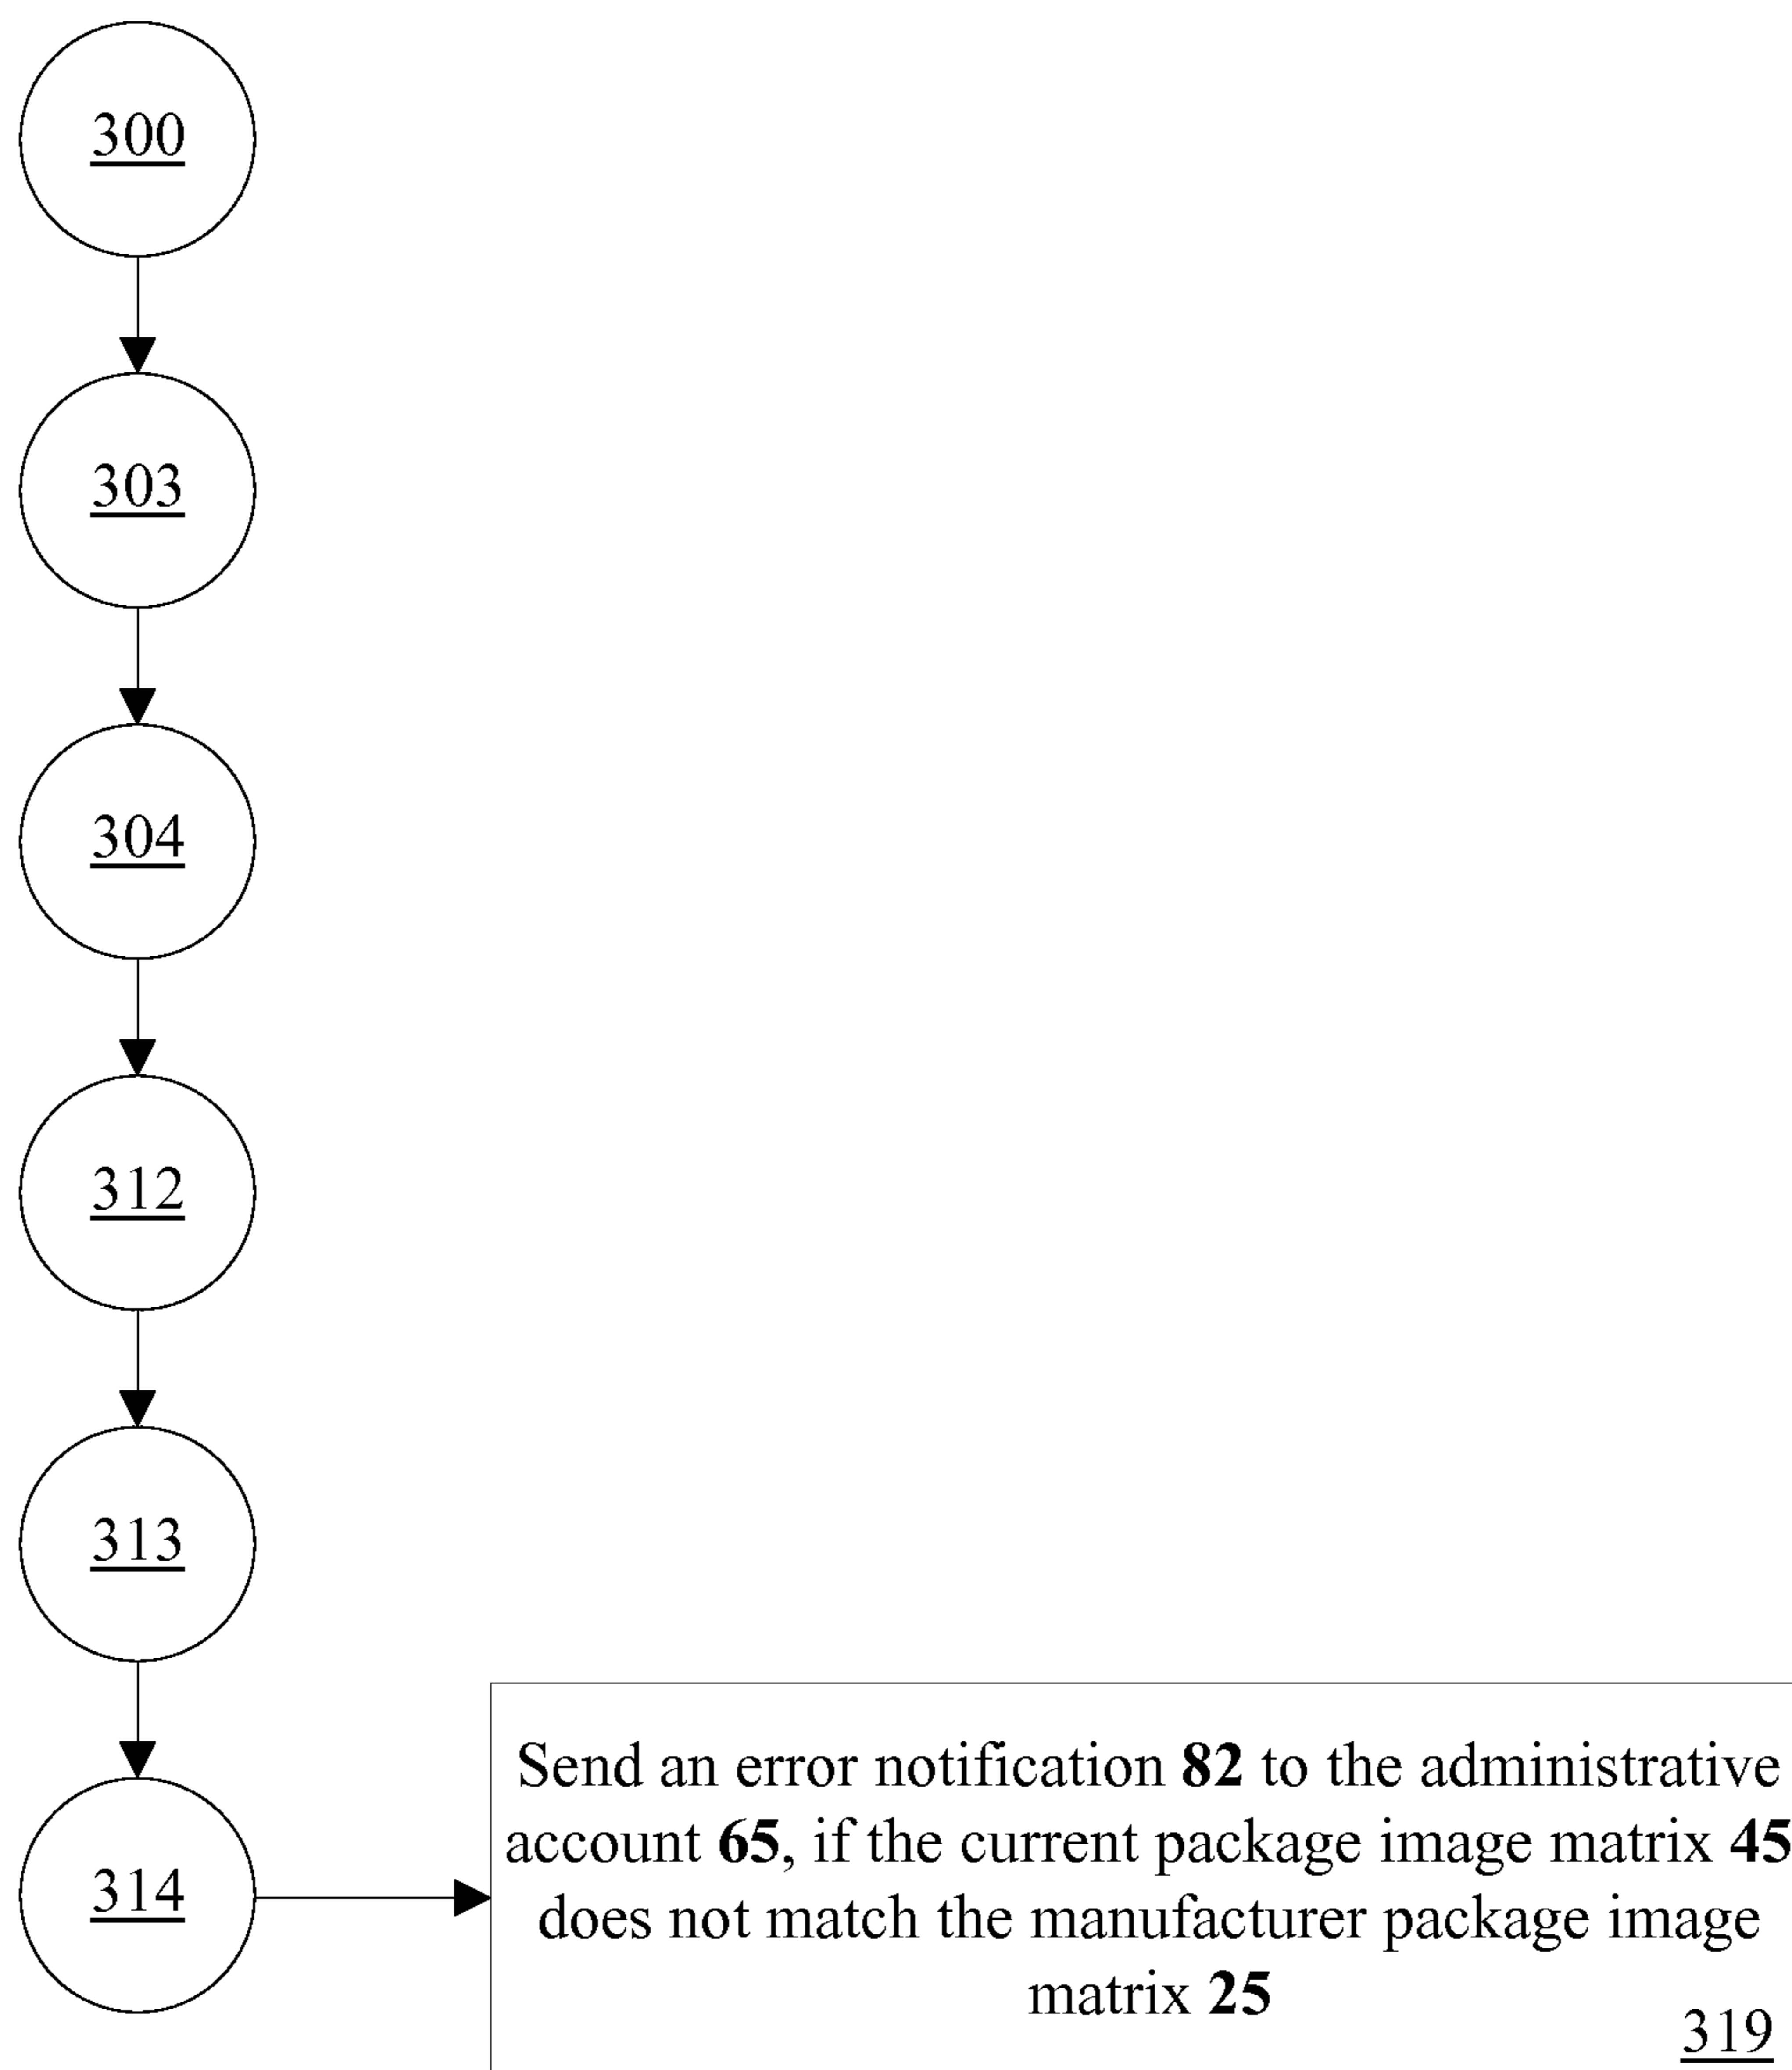 300
303
304
312
313
314
Send an error notification 82 to the administrative
account 65, if the current package image matrix 45
does not match the manufacturer package image
matrix 25
319